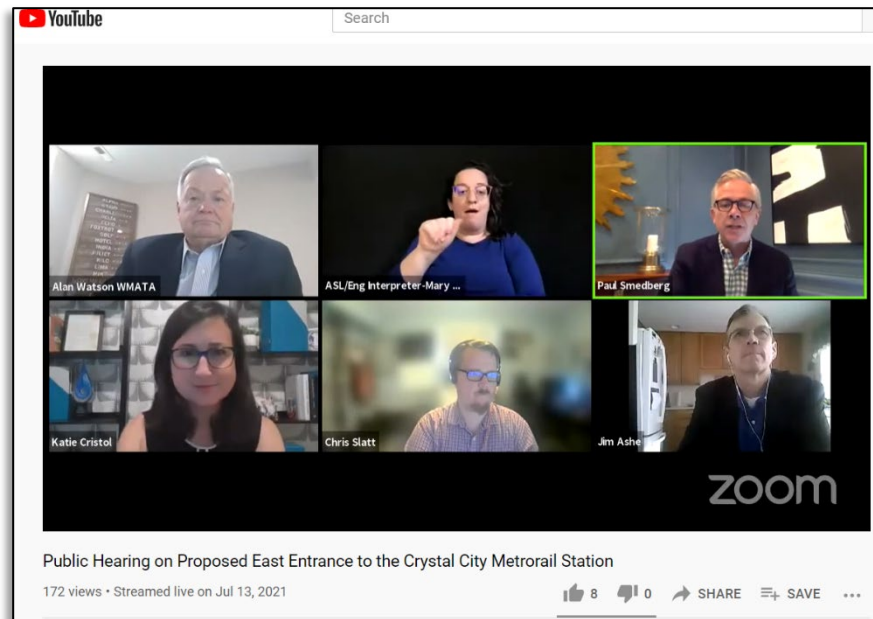 YouTube
Search
ALPHA
HOTEL
Alan Watson WMATA
ASL/Eng Interpreter-Mary ...
Paul Smedberg
Katie Cristol
Chris Slatt
Jim Ashe
zoom
Public Hearing on Proposed East Entrance to the Crystal City Metrorail Station
172 views • Streamed live on Jul 13, 2021
8
0
SHARE
SAVE
...